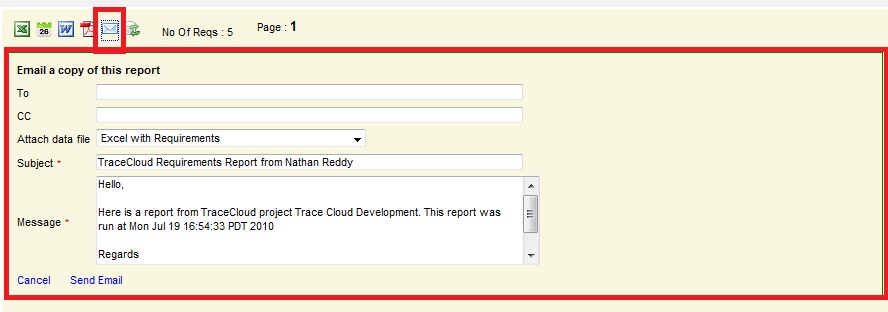 26 W No Of Reqs : 5 Page : 1
Email a copy of this report
To
CC
Attach data file Excel with Requirements
Subject * TraceCloud Requirements Report from Nathan Reddy
Hello,
Here is a report from TraceCloud project Trace Cloud Development. This report was
Message * run at Mon Jul 19 16:54:33 PDT 2010
Regards
Cancel Send Email